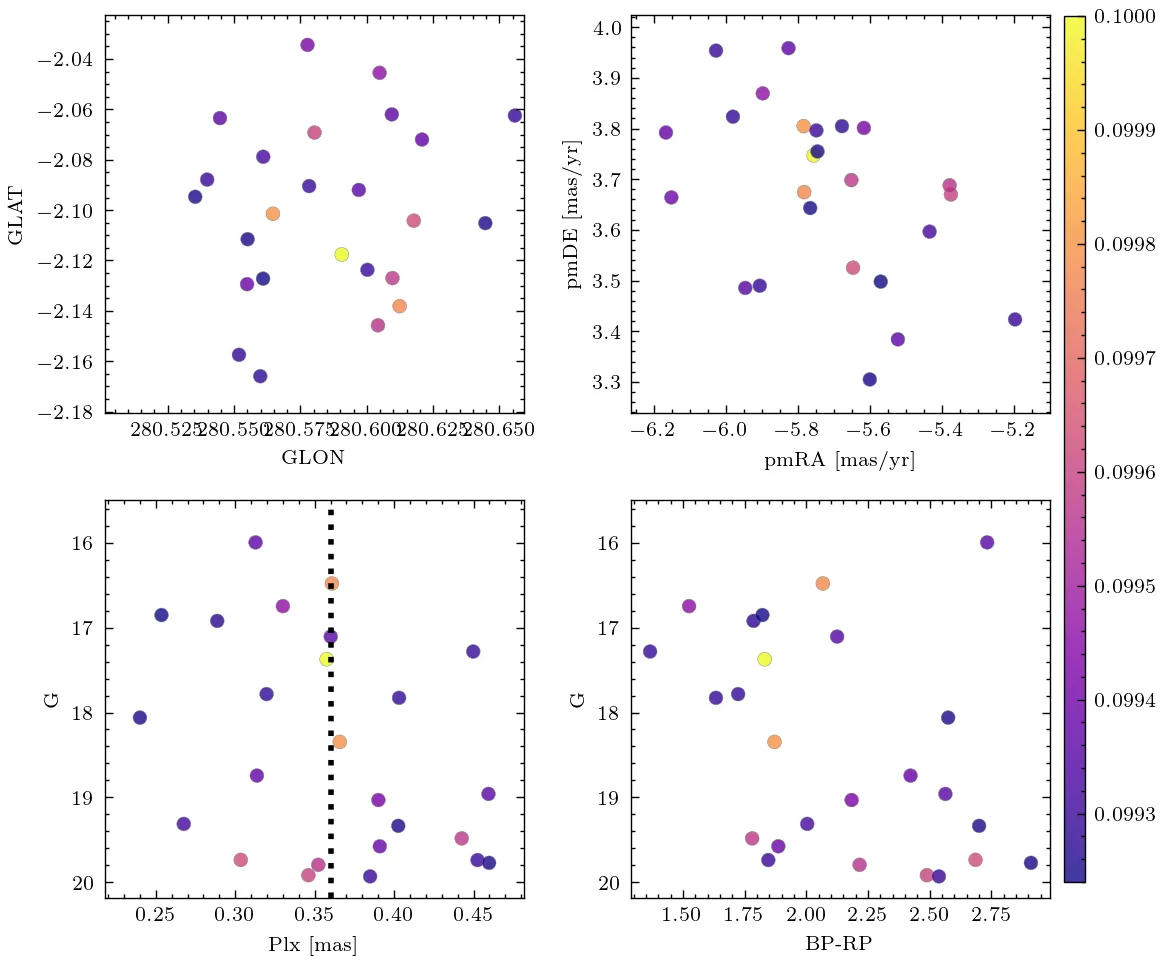 −2.04
−2.06
−2.08
−2.10
−2.12
−2.14
−2.16
−2.18
GLAT
280.525 280.550 280.575 280.600 280.625 280.650
GLON
4.0
3.9
3.8
3.7
3.6
3.5
3.4
3.3
pmDE [mas/yr]
−6.2 −6.0 −5.8 −5.6 −5.4 −5.2
pmRA [mas/yr]
0.1000
0.0999
0.0998
0.0997
0.0996
0.0995
0.0994
0.0993
16
17
18
19
20
G
0.25 0.30 0.35 0.40 0.45
Plx [mas]
16
17
18
19
20
G
1.50 1.75 2.00 2.25 2.50 2.75
BP-RP